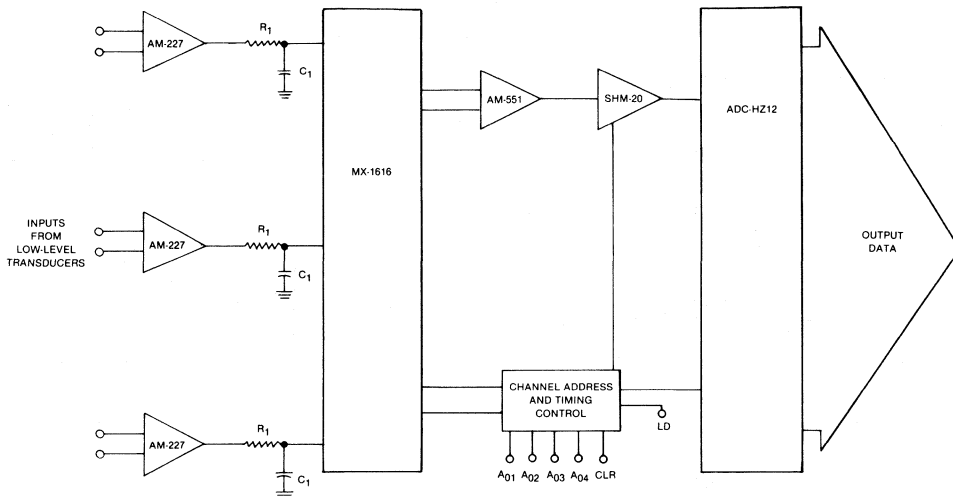 AM-227
R1
C1
MX-1616
AM-551
SHM-20
ADC-HZ12
INPUTS
FROM
LOW-LEVEL
TRANSDUCERS
AM-227
R1
C1
OUTPUT
DATA
CHANNEL ADDRESS
AND TIMING
CONTROL
LD
AM-227
R1
C1
A01 A02 A03 A04 CLR